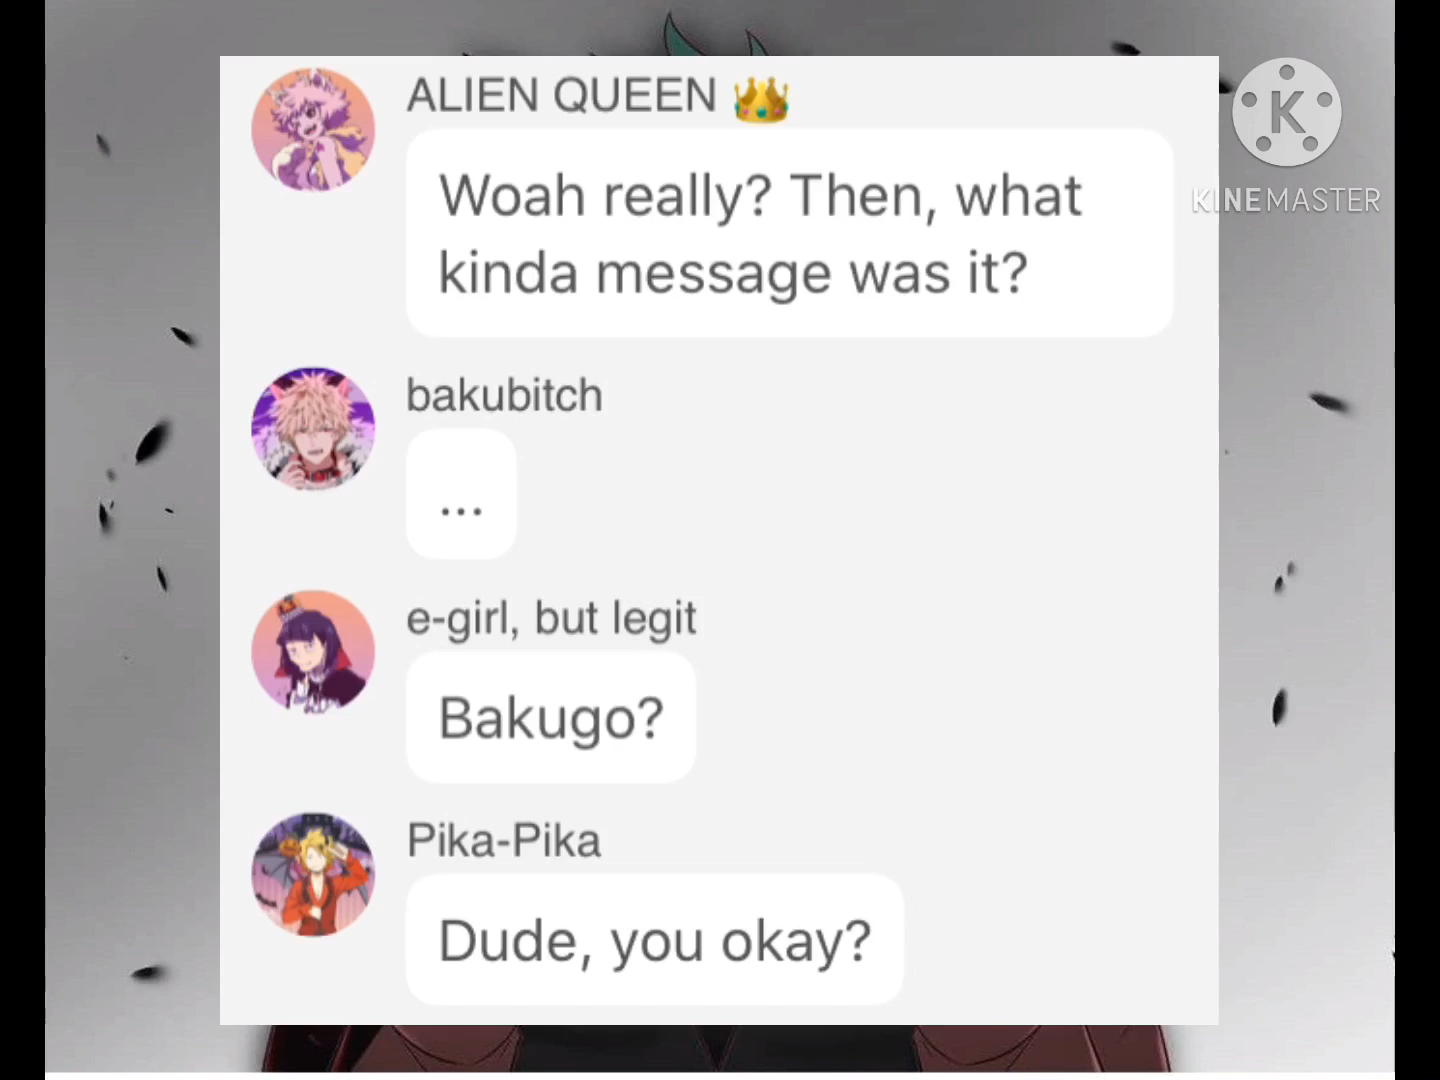 ALIEN QUEEN 👑
Woah really? Then, what
kinda message was it?
bakubitch
...
e-girl, but legit
Bakugo?
Pika-Pika
Dude, you okay?
K
KINEMASTER